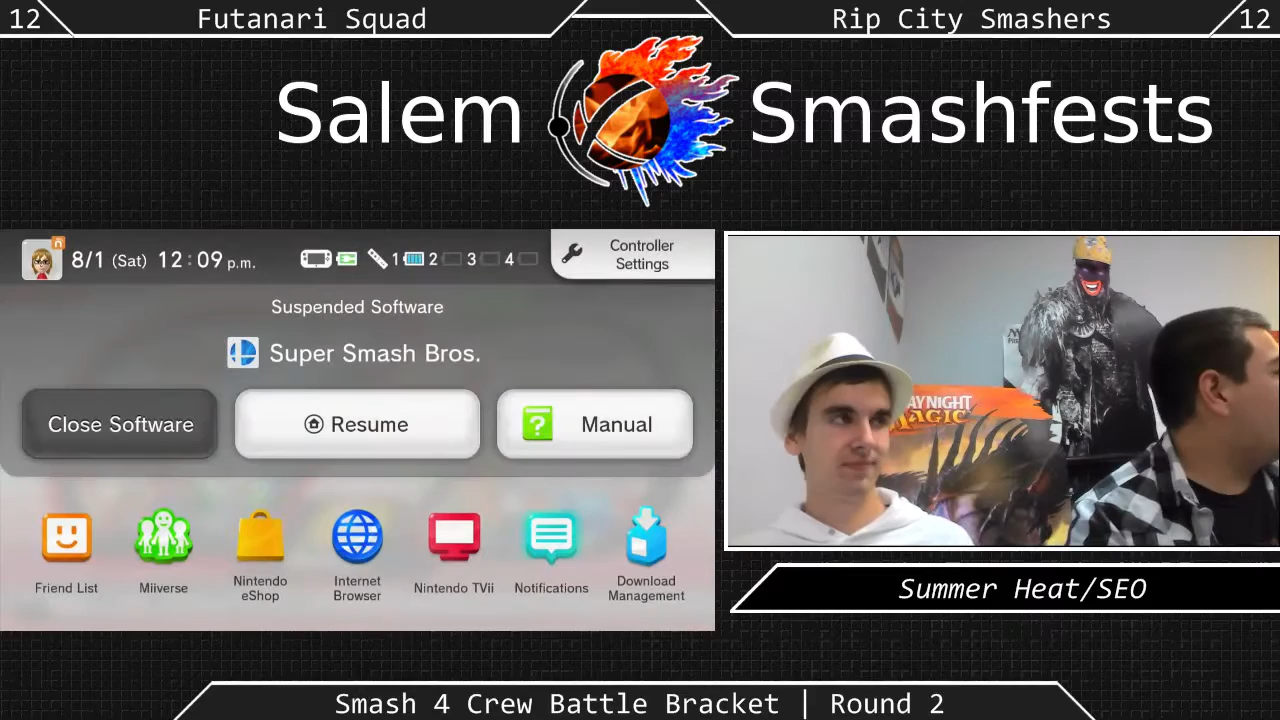 12 Futanari Squad Rip City Smashers 12
Salem Smashfests
8/1 (Sat) 12:09 p.m. 1 2 3 4 Controller
Settings
Suspended Software
Super Smash Bros.
Close Software Resume ? Manual
Friend List Miiverse Nintendo
eShop Internet
Browser Nintendo TVii Notifications Download
Management
AYNIGHT
MAGIC
Summer Heat/SEO
Smash 4 Crew Battle Bracket | Round 2